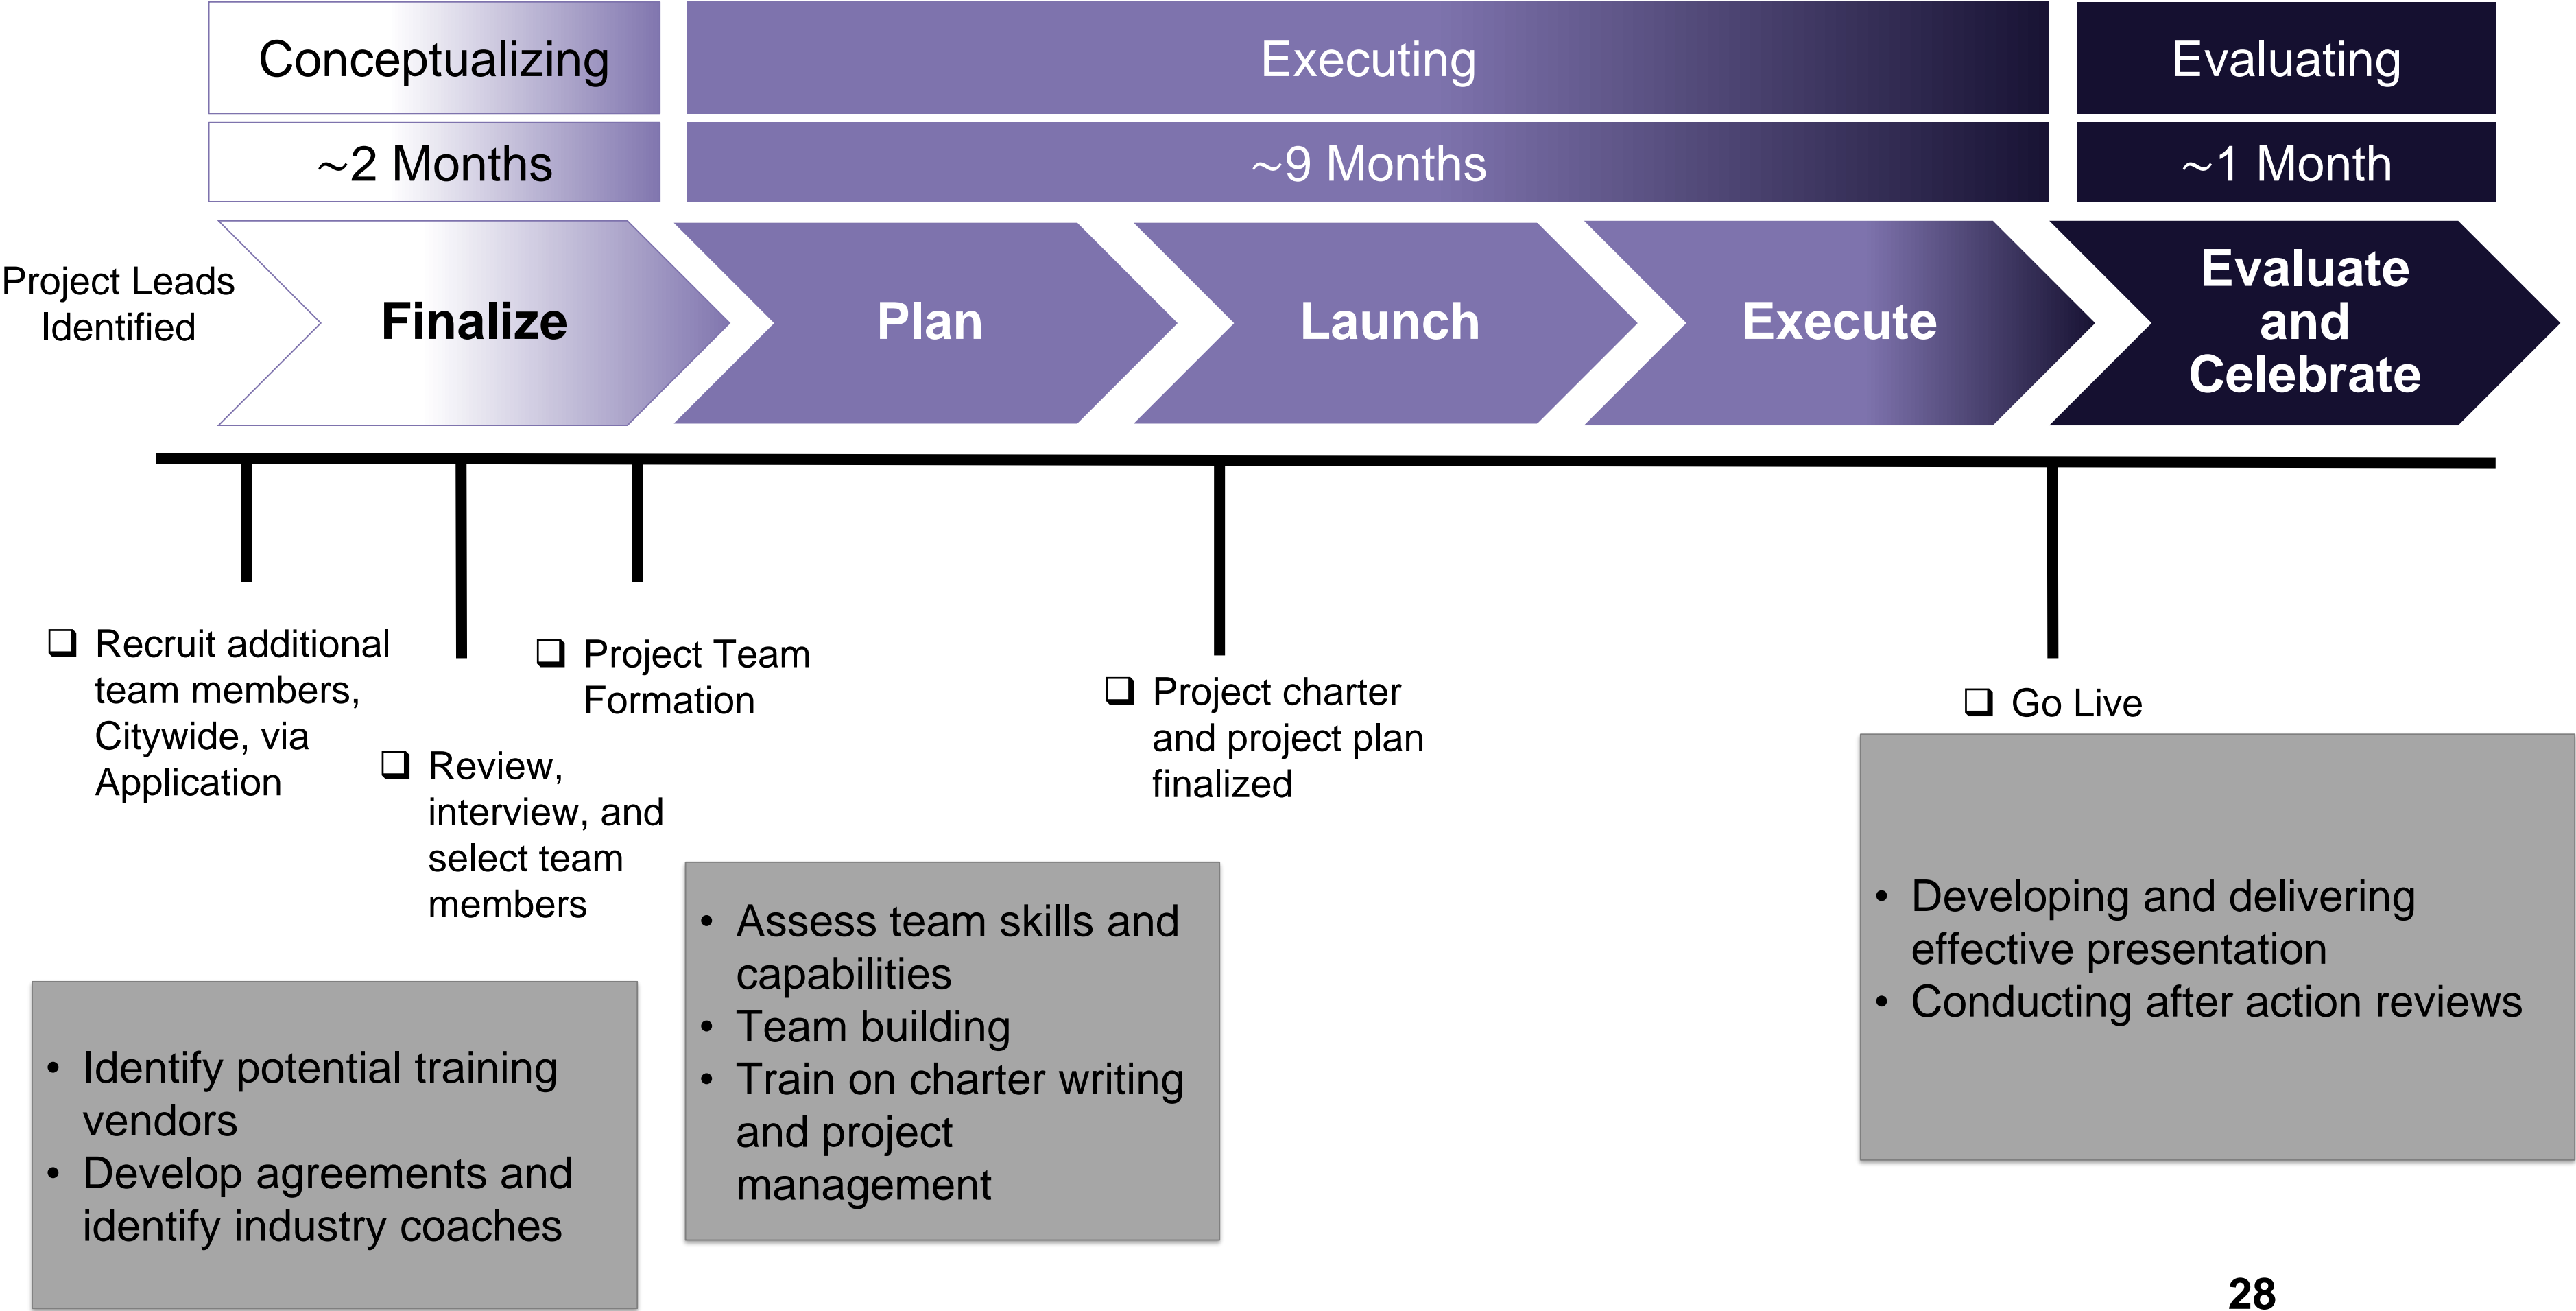 Conceptualizing
Executing
Evaluating
~2 Months
~9 Months
~1 Month
Project Leads
Identified
Finalize
Plan
Launch
Execute
Evaluate
and
Celebrate
❑ Recruit additional
team members,
Citywide, via
Application
❑ Review,
interview, and
select team
members
❑ Project Team
Formation
❑ Project charter
and project plan
finalized
❑ Go Live
• Identify potential training
vendors
• Develop agreements and
identify industry coaches
• Assess team skills and
capabilities
• Team building
• Train on charter writing
and project
management
• Developing and delivering
effective presentation
• Conducting after action reviews
28